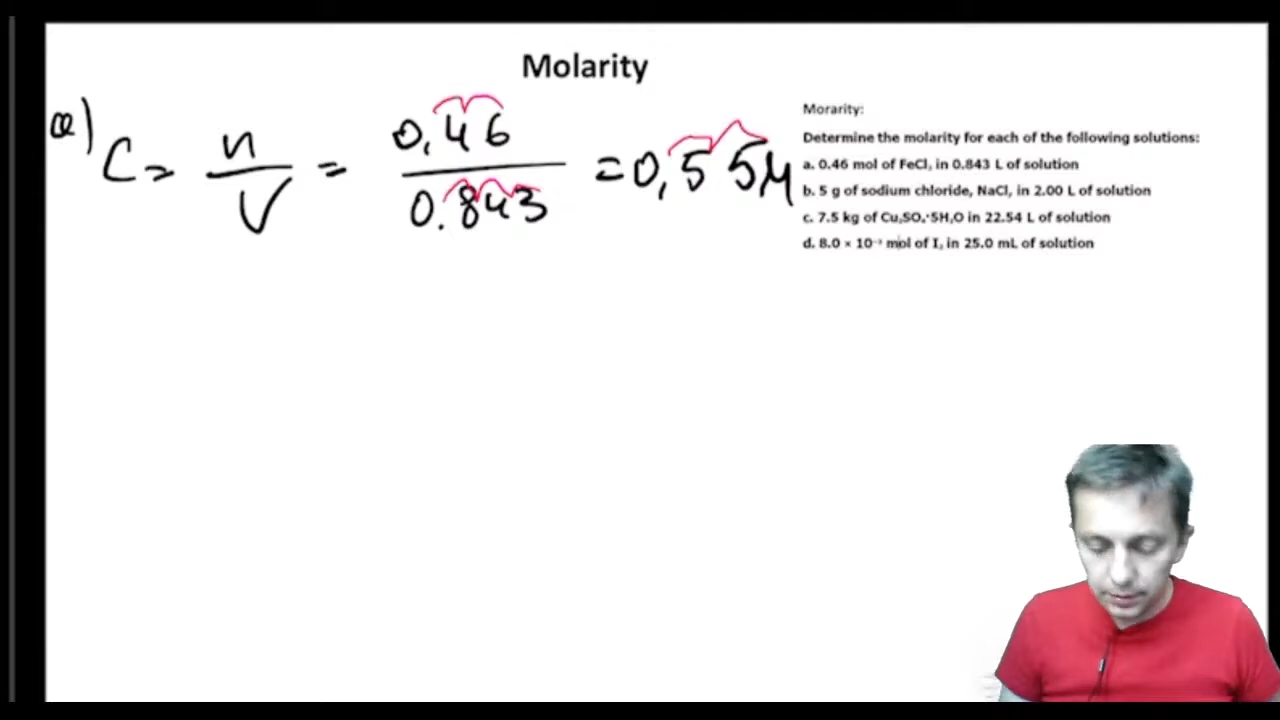 Molarity
a) C = n / V = 0,46 / 0.843 = 0,55M
Morarity:
Determine the molarity for each of the following solutions:
a. 0.46 mol of FeCl, in 0.843 L of solution
b. 5 g of sodium chloride, NaCl, in 2.00 L of solution
c. 7.5 kg of Cu₂SO₄·5H₂O in 22.54 L of solution
d. 8.0 × 10⁻³ mol of I, in 25.0 mL of solution